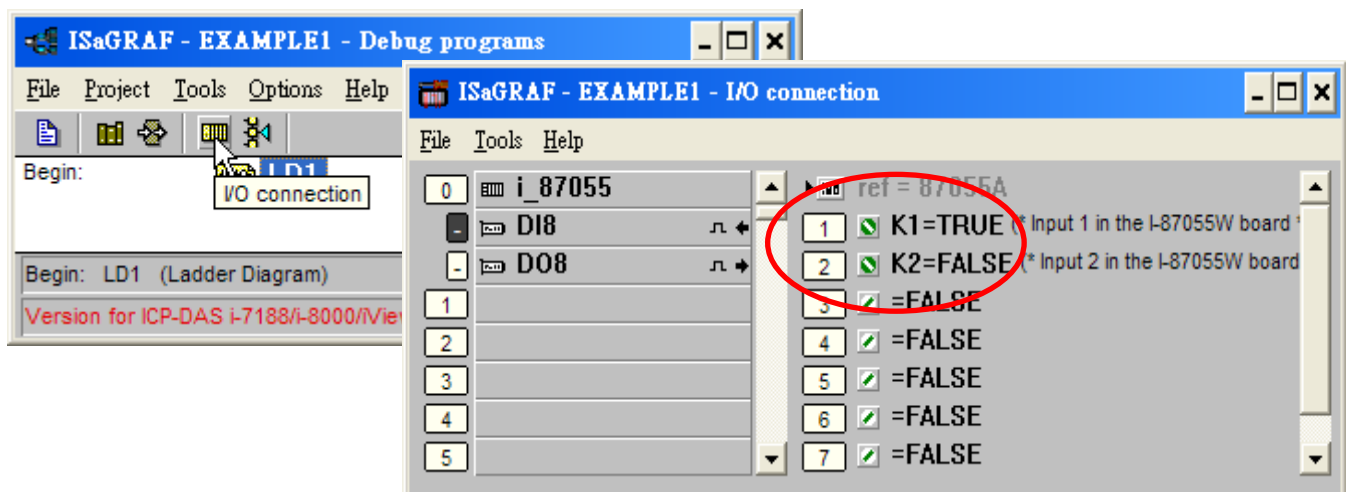 ISaGRAF - EXAMPLE1 - Debug programs
File Project Tools Options Help
Begin: LD1
I/O connection
Begin: LD1 (Ladder Diagram)
Version for ICP-DAS i-7188/i-8000/iVie
ISaGRAF - EXAMPLE1 - I/O connection
File Tools Help
0 i_87055
- DI8
- DO8
1
2
3
4
5
ref = 87055A
1 K1=TRUE (* Input 1 in the I-87055W board *
2 K2=FALSE (* Input 2 in the I-87055W board
3 =FALSE
4 =FALSE
5 =FALSE
6 =FALSE
7 =FALSE